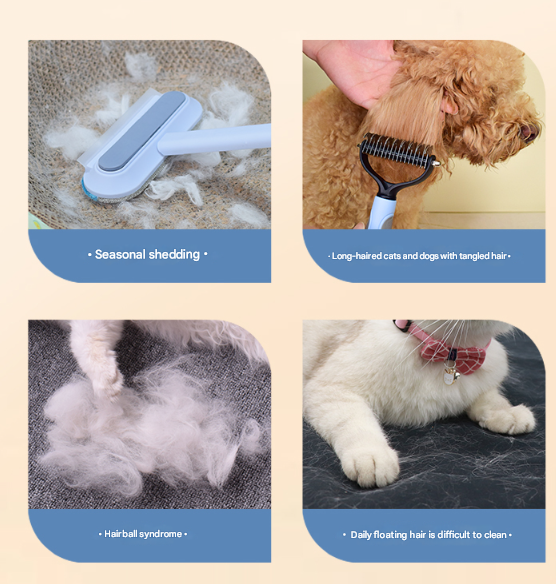 • Seasonal shedding •
· Long-haired cats and dogs with tangled hair •
• Hairball syndrome •
• Daily floating hair is difficult to clean •